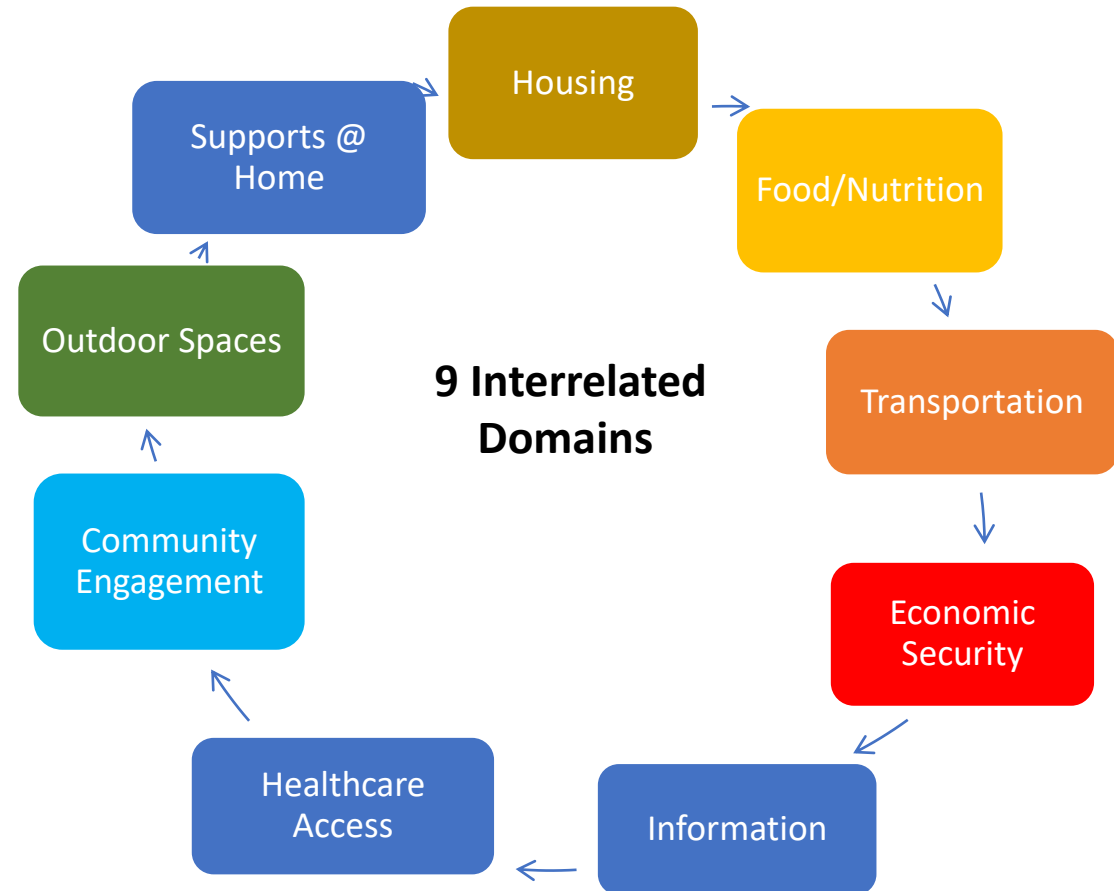 Housing
Food/Nutrition
Transportation
Economic
Security
Information
Healthcare
Access
Community
Engagement
Outdoor Spaces
Supports @
Home
9 Interrelated
Domains